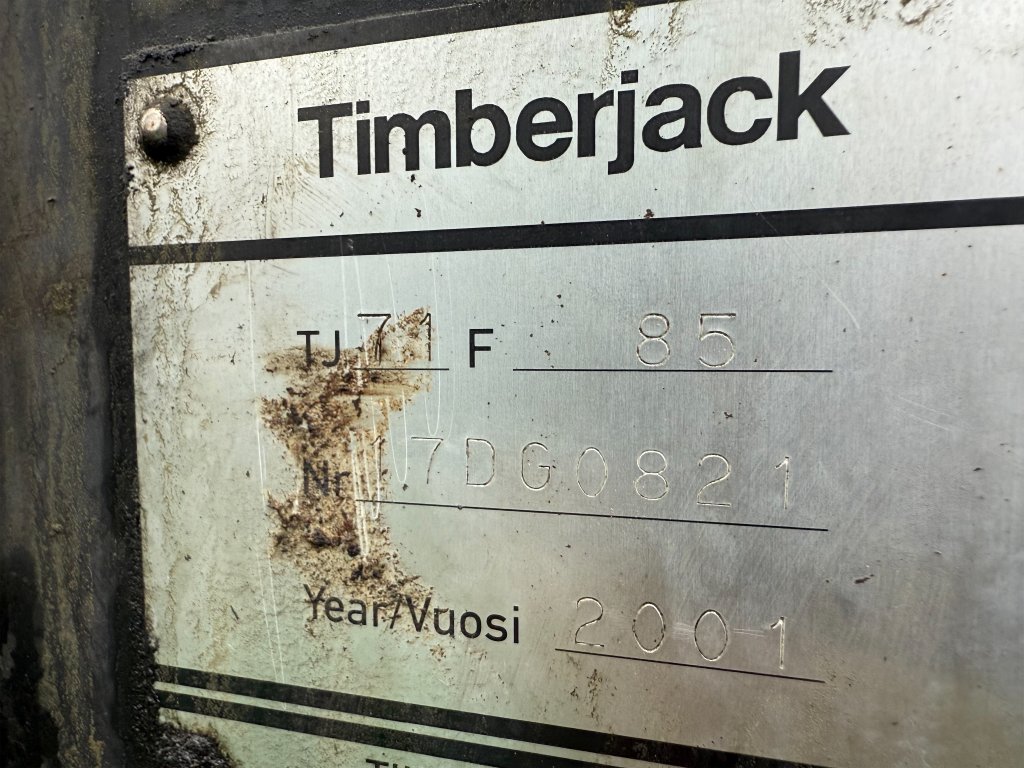 Timberjack
TJ 71 F 85
Nr 17DG0821
Year/Vuosi 2001